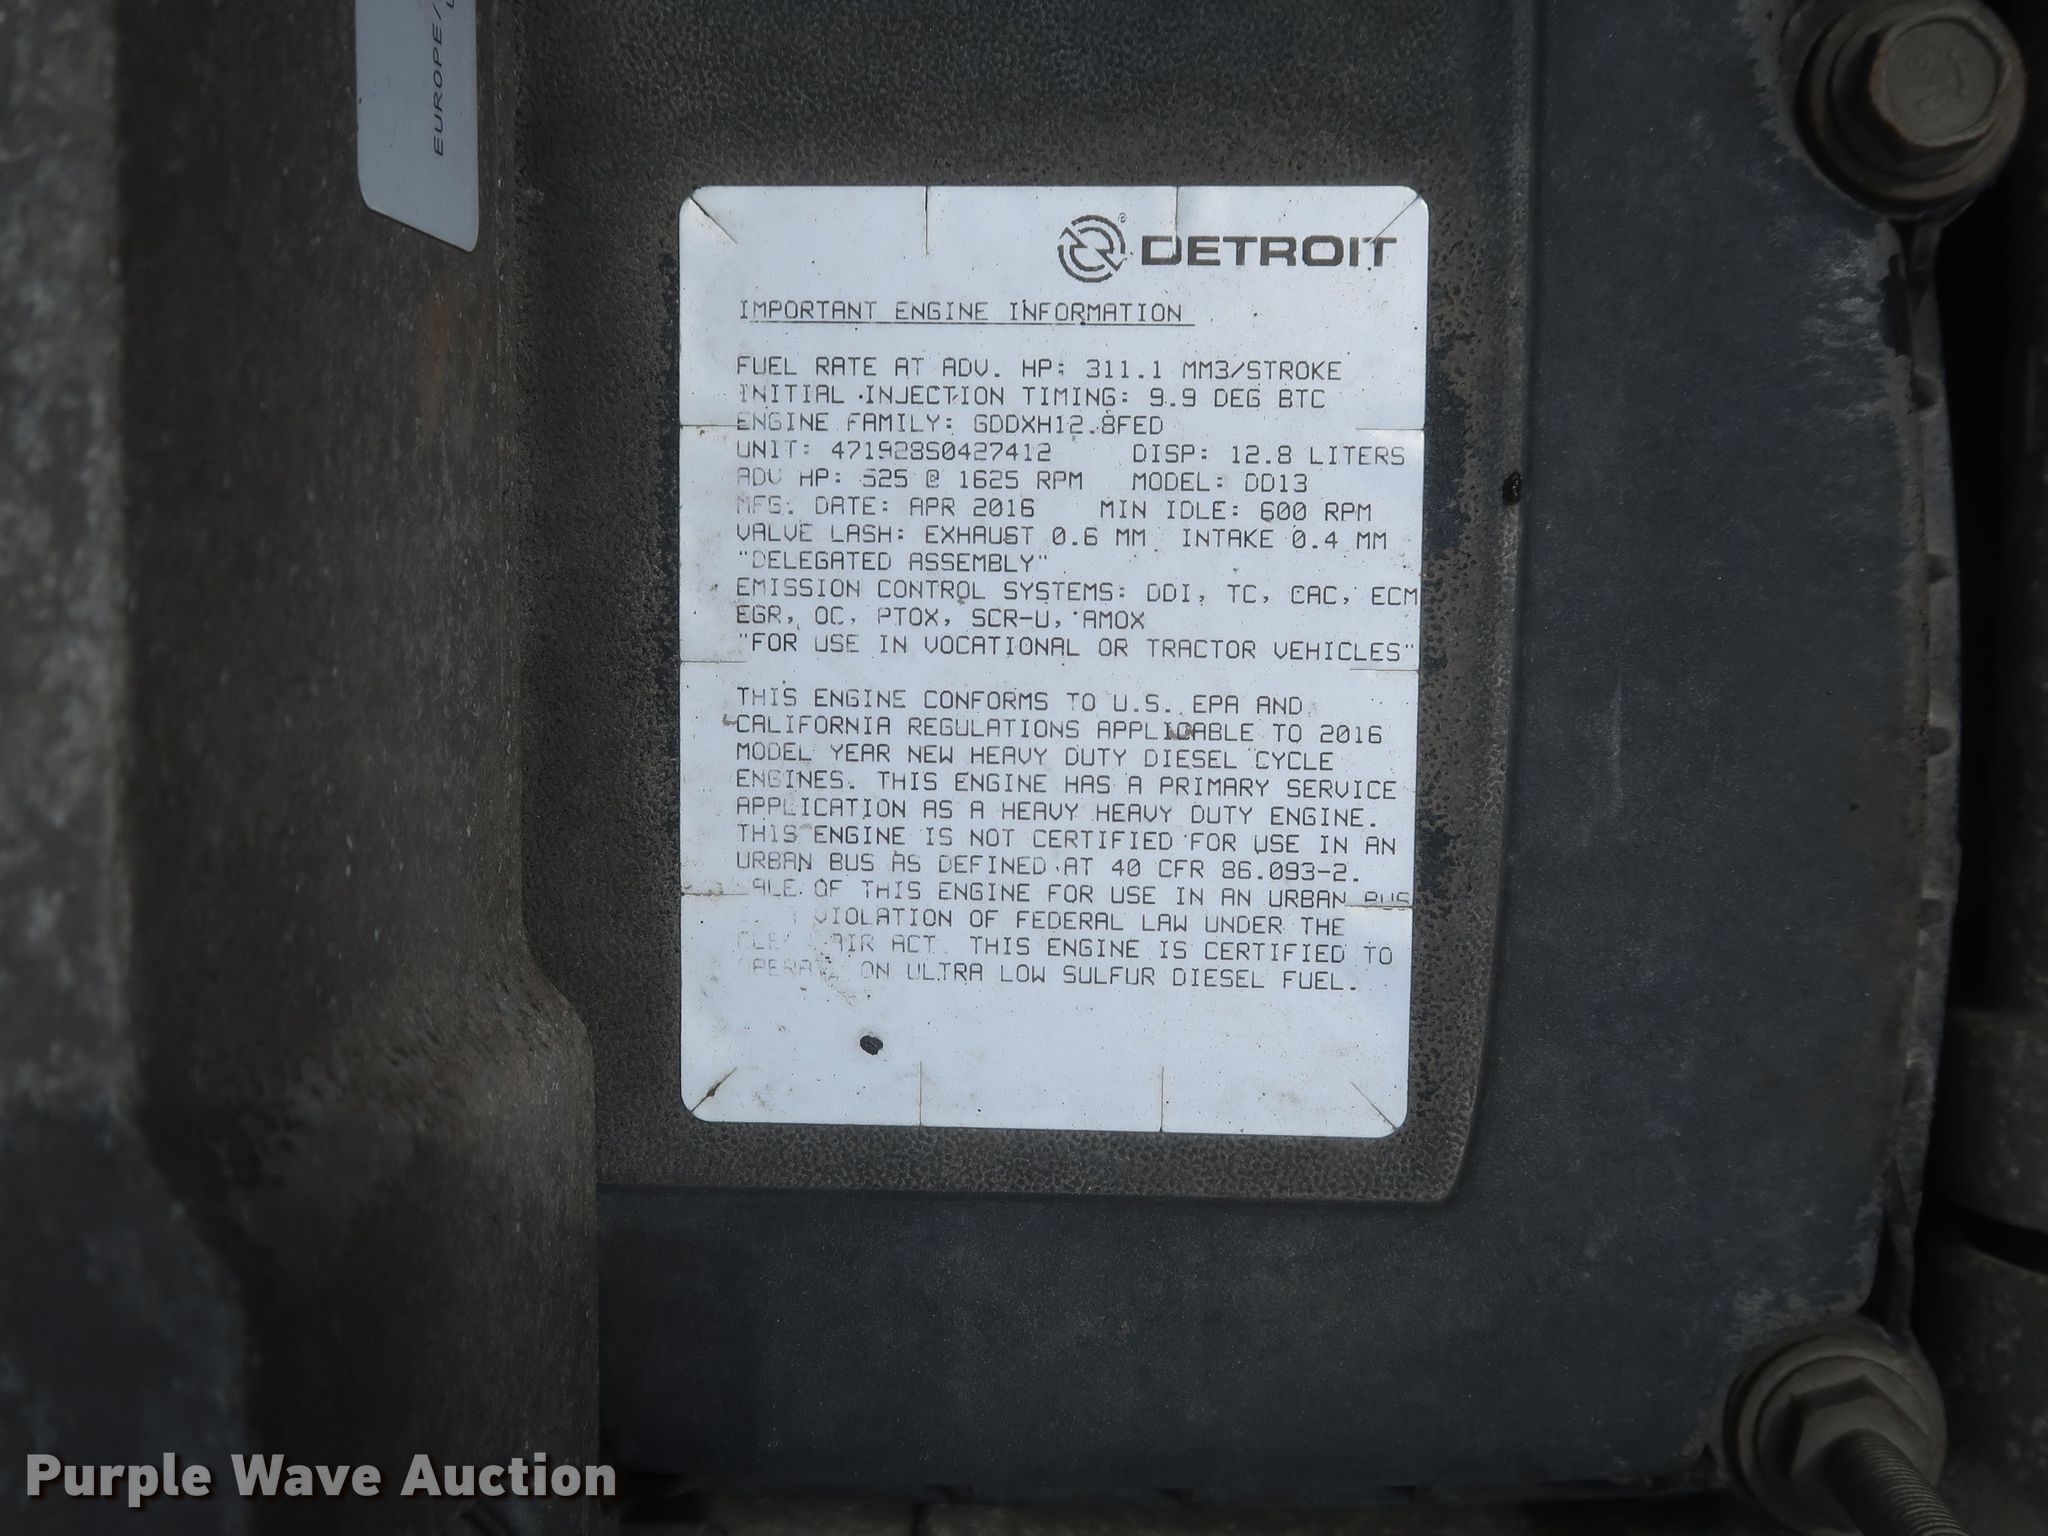 EUROPE/
® DETROIT
IMPORTANT ENGINE INFORMATION
FUEL RATE AT ADV. HP: 311.1 MM3/STROKE
INITIAL INJECTION TIMING: 9.9 DEG BTC
ENGINE FAMILY: GDDXH12.8FED
UNIT: 471928S0427412 DISP: 12.8 LITERS
ADV HP: 525 @ 1625 RPM MODEL: DD13
MFG. DATE: APR 2016 MIN IDLE: 600 RPM
VALVE LASH: EXHAUST 0.6 MM INTAKE 0.4 MM
"DELEGATED ASSEMBLY"
EMISSION CONTROL SYSTEMS: DDI, TC, CAC, ECM
EGR, OC, PTOX, SCR-U, AMOX
"FOR USE IN VOCATIONAL OR TRACTOR VEHICLES"
THIS ENGINE CONFORMS TO U.S. EPA AND
CALIFORNIA REGULATIONS APPLICABLE TO 2016
MODEL YEAR NEW HEAVY DUTY DIESEL CYCLE
ENGINES. THIS ENGINE HAS A PRIMARY SERVICE
APPLICATION AS A HEAVY HEAVY DUTY ENGINE.
THIS ENGINE IS NOT CERTIFIED FOR USE IN AN
URBAN BUS AS DEFINED AT 40 CFR 86.093-2.
SALE OF THIS ENGINE FOR USE IN AN URBAN BUS
VIOLATION OF FEDERAL LAW UNDER THE
CLEAN AIR ACT. THIS ENGINE IS CERTIFIED TO
OPERATE ON ULTRA LOW SULFUR DIESEL FUEL.
Purple Wave Auction